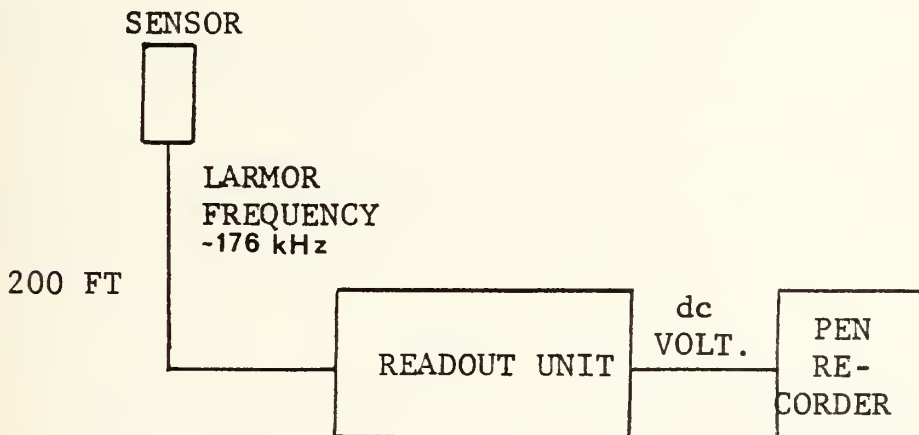 SENSOR
LARMOR
FREQUENCY
~176 kHz
200 FT
READOUT UNIT
dc
VOLT.
PEN
RE-
CORDER